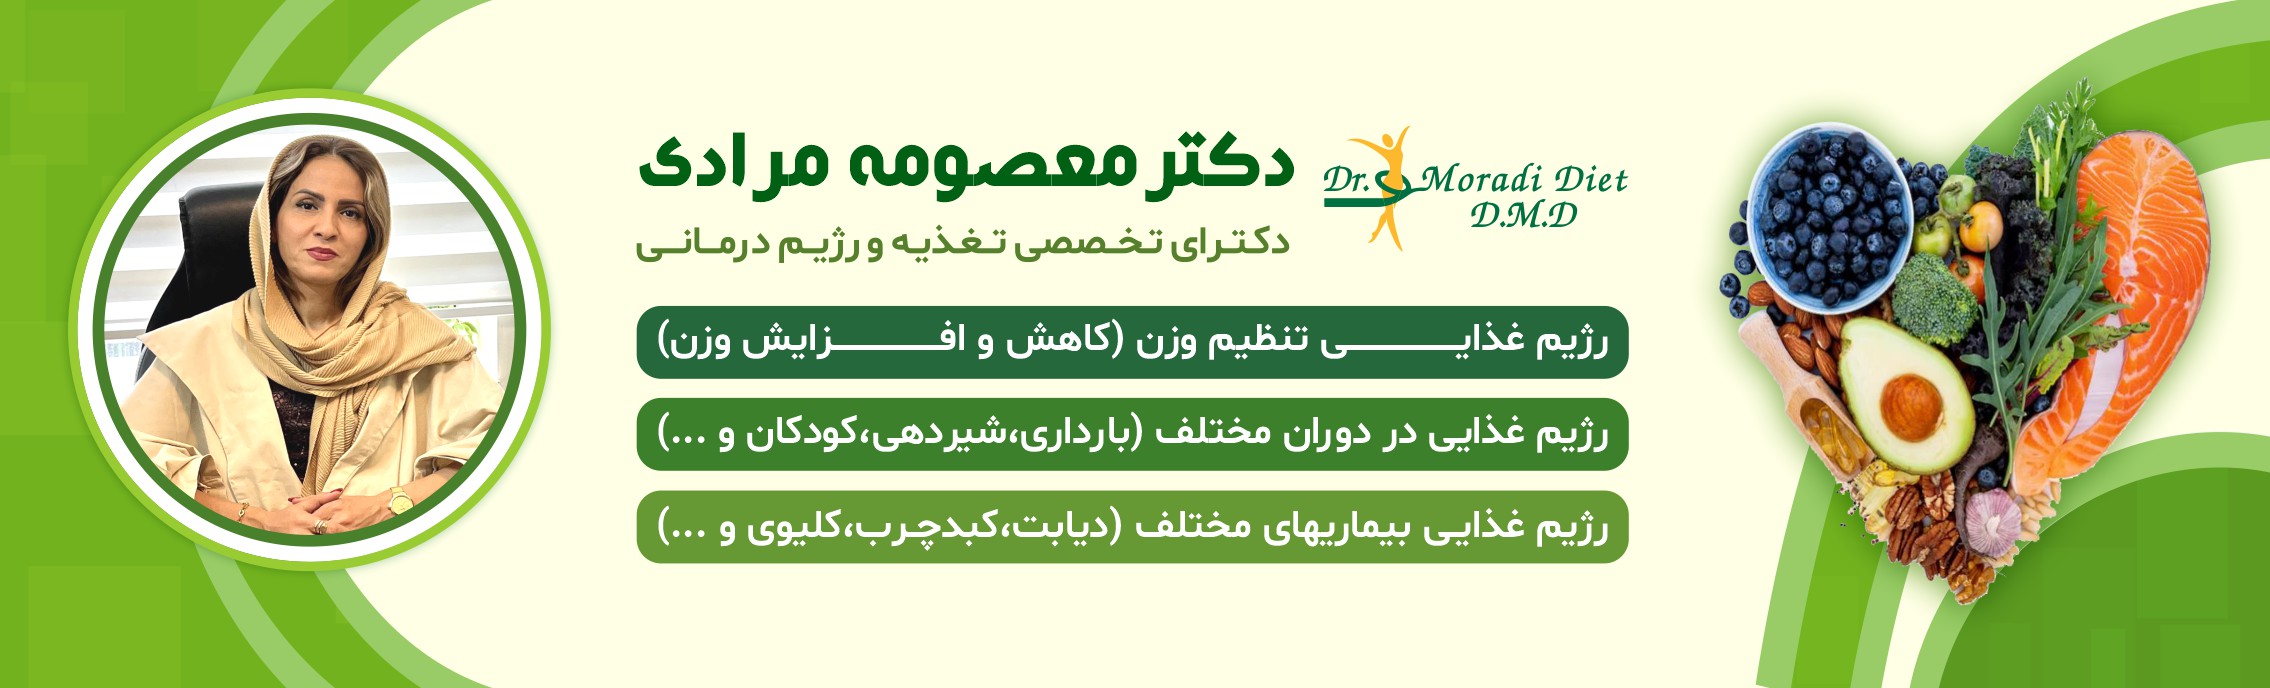 دکتر معصومه مرادی
Dr. Moradi Diet
D.M.D
دکترای تخصصی تغذیه و رژیم درمانی
رژیم غذایی تنظیم وزن (کاهش و افزایش وزن)
رژیم غذایی در دوران مختلف (بارداری،شیردهی،کودکان و ...)
رژیم غذایی بیماریهای مختلف (دیابت،کبدچرب،کلیوی و ...)